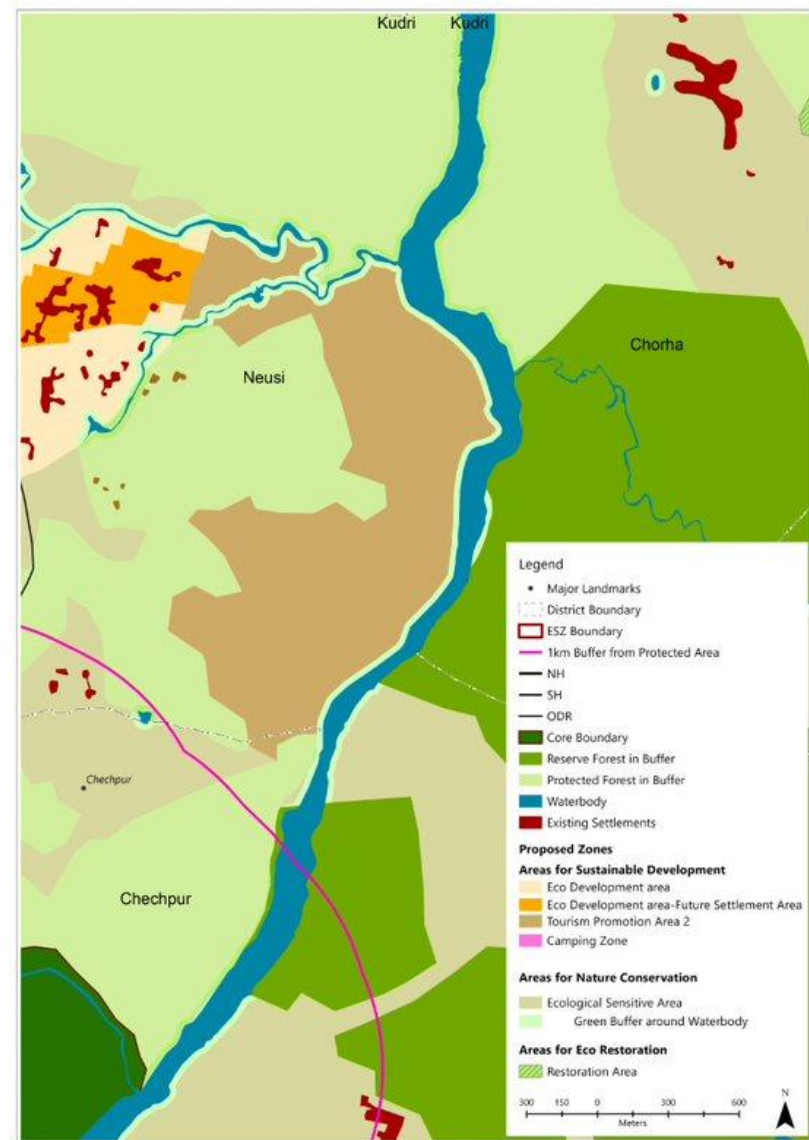 Kudri Kudri
Chorha
Neusi
Chechpur
Chechpur
Legend
Major Landmarks
District Boundary
ESZ Boundary
1km Buffer from Protected Area
NH
SH
ODR
Core Boundary
Reserve Forest in Buffer
Protected Forest in Buffer
Waterbody
Existing Settlements
Proposed Zones
Areas for Sustainable Development
Eco Development area
Eco Development area-Future Settlement Area
Tourism Promotion Area 2
Camping Zone
Areas for Nature Conservation
Ecological Sensitive Area
Green Buffer around Waterbody
Areas for Eco Restoration
Restoration Area
300 150 0 300 600
Meters
N